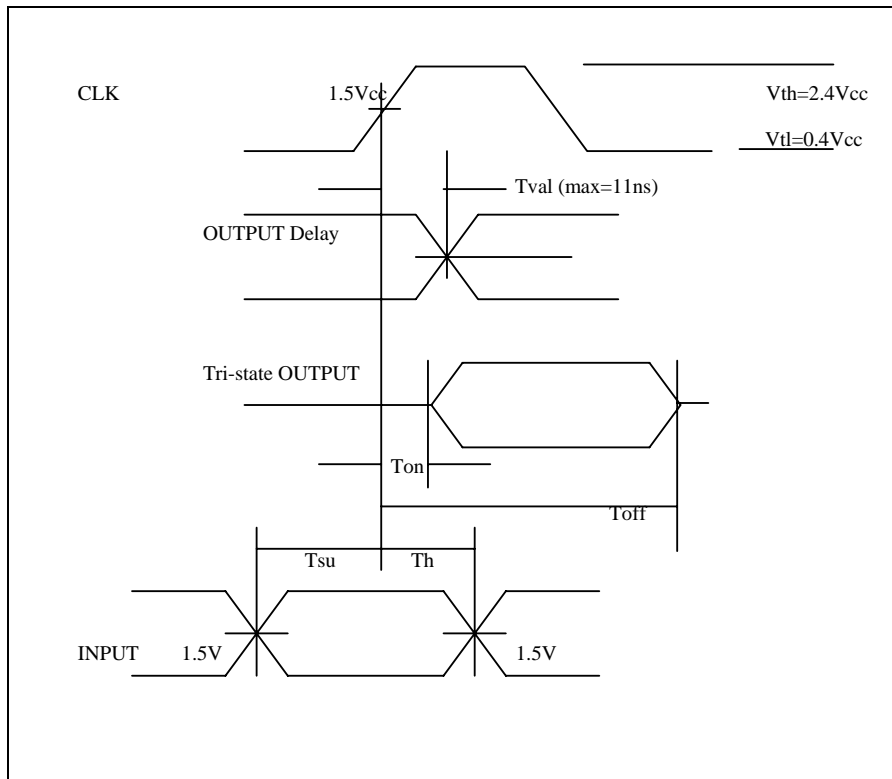 CLK
1.5Vcc
Vth=2.4Vcc
Vtl=0.4Vcc
Tval (max=11ns)
OUTPUT Delay
Tri-state OUTPUT
Ton
Toff
Tsu
Th
INPUT
1.5V
1.5V